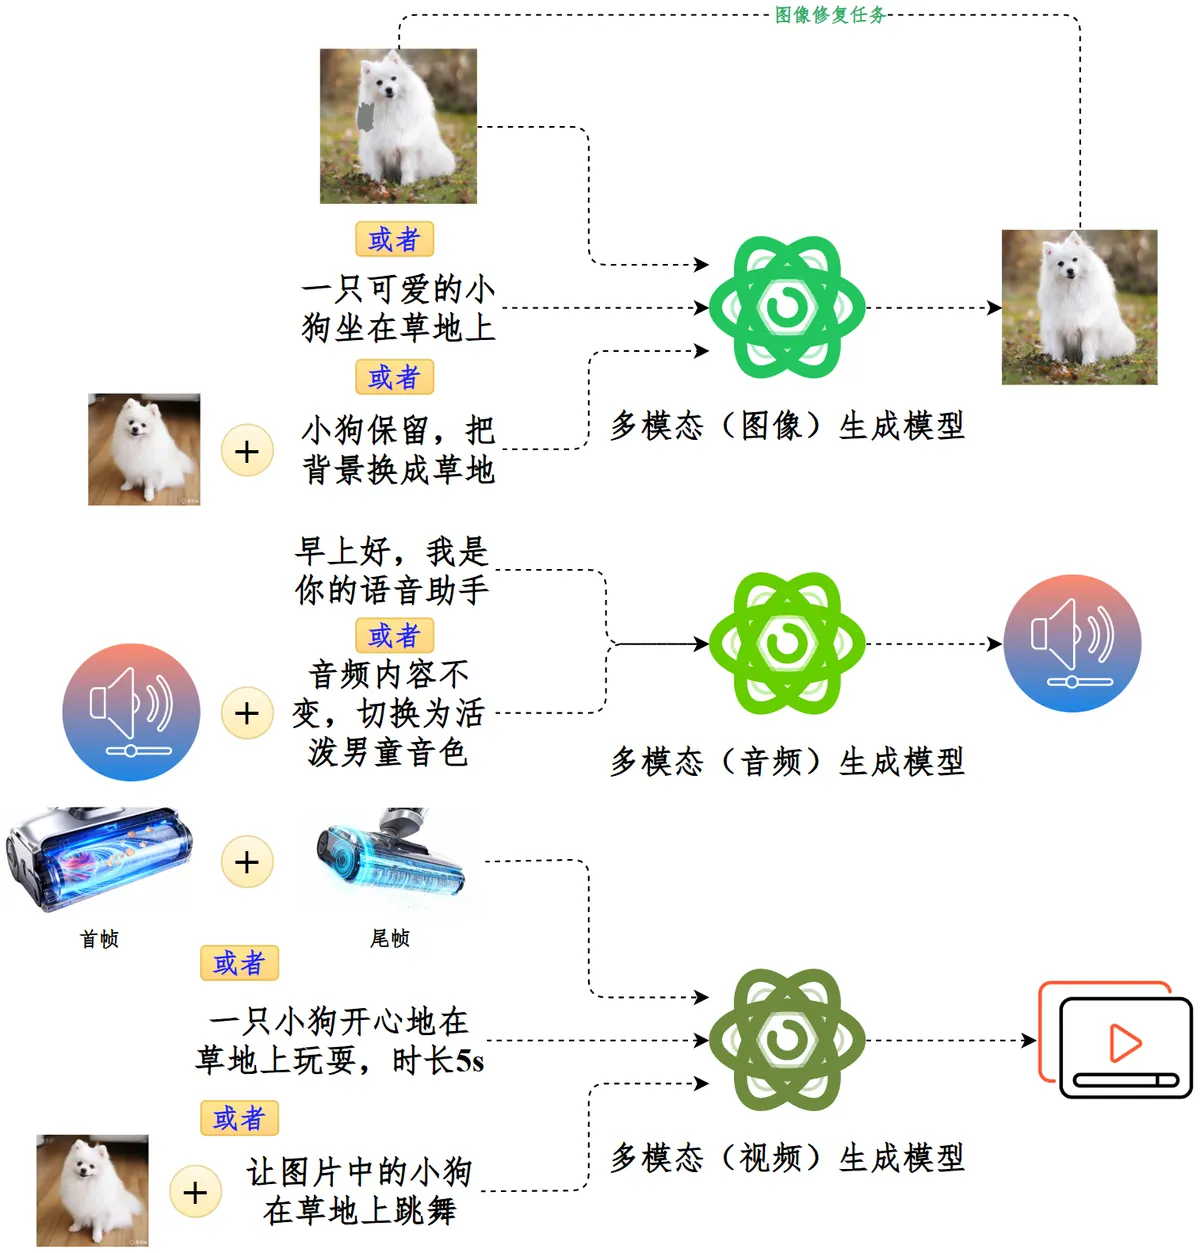 图像修复任务
或者
一只可爱的小
狗坐在草地上
或者
小狗保留，把
背景换成草地
+
多模态（图像）生成模型
早上好，我是
你的语音助手
或者
音频内容不
变，切换为活
泼男童音色
+
多模态（音频）生成模型
+
首帧
尾帧
或者
一只小狗开心地在
草地上玩耍，时长5s
或者
让图片中的小狗
在草地上跳舞
+
多模态（视频）生成模型